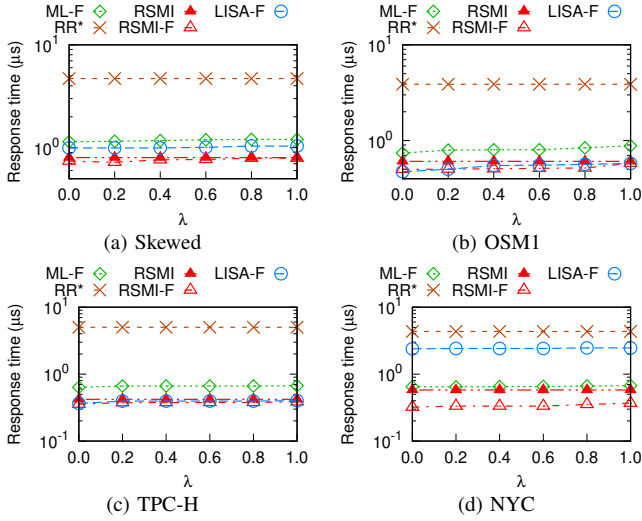 ML-F RSMI LISA-F
RR* RSMI-F
Response time (μs)
10^1
10^0
0.0 0.2 0.4 0.6 0.8 1.0
λ
(a) Skewed
ML-F RSMI LISA-F
RR* RSMI-F
Response time (μs)
10^1
10^0
0.0 0.2 0.4 0.6 0.8 1.0
λ
(b) OSM1
ML-F RSMI LISA-F
RR* RSMI-F
Response time (μs)
10^1
10^0
10^-1
0.0 0.2 0.4 0.6 0.8 1.0
λ
(c) TPC-H
ML-F RSMI LISA-F
RR* RSMI-F
Response time (μs)
10^1
10^0
10^-1
0.0 0.2 0.4 0.6 0.8 1.0
λ
(d) NYC